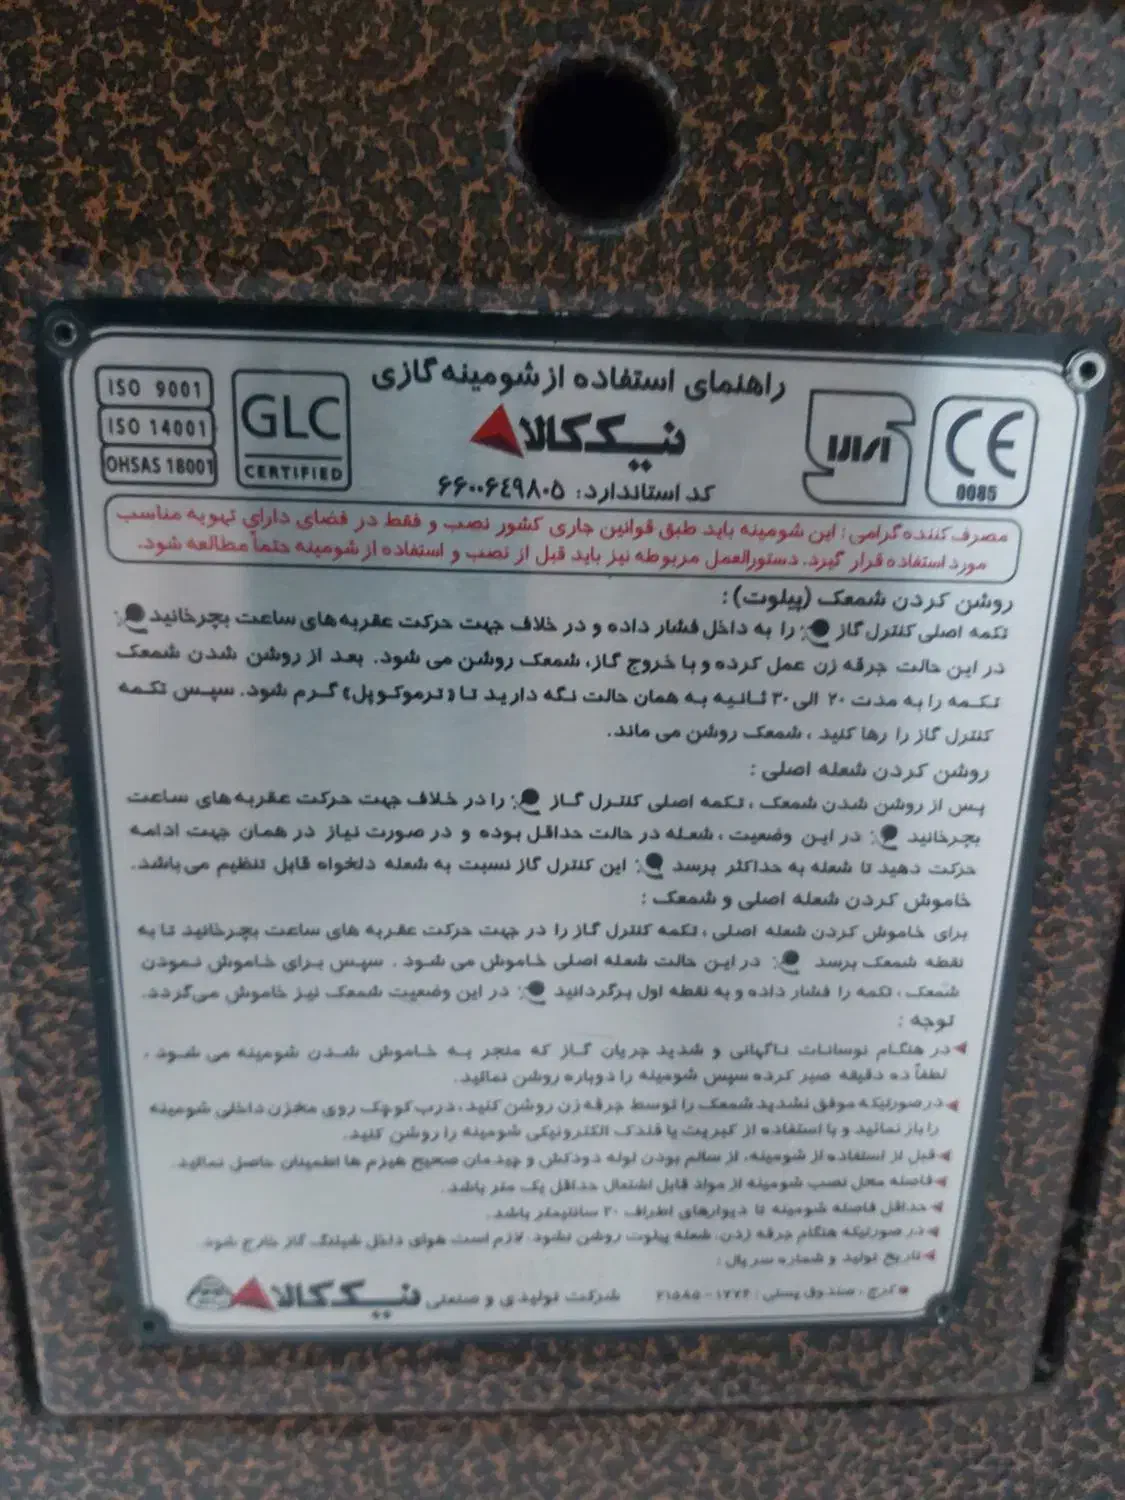 راهنمای استفاده از شومینه گازی
نیک کالا
کد استاندارد: ۶۶۰۰۶٤۹۸۰۵
ISO 9001
ISO 14001
OHSAS 18001
GLC
CERTIFIED
CE
0085
مصرف کننده گرامی: این شومینه باید طبق قوانین جاری کشور نصب و فقط در فضای دارای تهویه مناسب
مورد استفاده قرار گیرد. دستورالعمل مربوطه نیز باید قبل از نصب و استفاده از شومینه حتماً مطالعه شود.
روشن کردن شمعک (پیلوت):
تکمه اصلی کنترل گاز را به داخل فشار داده و در خلاف جهت حرکت عقربه های ساعت بچرخانید
در این حالت جرقه زن عمل کرده و با خروج گاز، شمعک روشن می شود. بعد از روشن شدن شمعک
تکمه را به مدت ۲۰ الی ۳۰ ثانیه به همان حالت نگه دارید تا (ترموکوپل) گرم شود. سپس تکمه
کنترل گاز را رها کنید ، شمعک روشن می ماند.
روشن کردن شعله اصلی :
پس از روشن شدن شمعک ، تکمه اصلی کنترل گاز را در خلاف جهت حرکت عقربه های ساعت
بچرخانید در این وضعیت ، شعله در حالت حداقل بوده و در صورت نیاز در همان جهت ادامه
حرکت دهید تا شعله به حداکثر برسد این کنترل گاز نسبت به شعله دلخواه قابل تنظیم می باشد.
خاموش کردن شعله اصلی و شمعک :
برای خاموش کردن شعله اصلی ، تکمه کنترل گاز را در جهت حرکت عقربه های ساعت بچرخانید تا به
نقطه شمعک برسد در این حالت شعله اصلی خاموش می شود . سپس برای خاموش نمودن
شمعک ، تکمه را فشار داده و به نقطه اول برگردانید در این وضعیت شمعک نیز خاموش می گردد.
توجه :
در هنگام نوسانات ناگهانی و شدید جریان گاز که منجر به خاموش شدن شومینه می شود ،
لطفاً ده دقیقه صبر کرده سپس شومینه را دوباره روشن نمائید.
در صورتیکه موفق نشدید شمعک را توسط جرقه زن روشن کنید، درب کوچک روی مخزن داخلی شومینه
را باز نمائید و با استفاده از کبریت یا فندک الکترونیکی شومینه را روشن کنید.
قبل از استفاده از شومینه، از سالم بودن لوله دودکش و چیدمان صحیح هیزم ها اطمینان حاصل نمائید.
فاصله محل نصب شومینه از مواد قابل اشتعال حداقل یک متر باشد.
حداقل فاصله شومینه تا دیوارهای اطراف ۲۰ سانتیمتر باشد.
در صورتیکه هنگام جرقه زدن، شعله پیلوت روشن نشود، لازم است هوای داخل شیلنگ گاز خارج شود.
تاریخ تولید و شماره سریال :
کرج ، صندوق پستی : ۱۷۷۴-۳۱۵۸۵
شرکت تولیدی و صنعتی نیک کالا